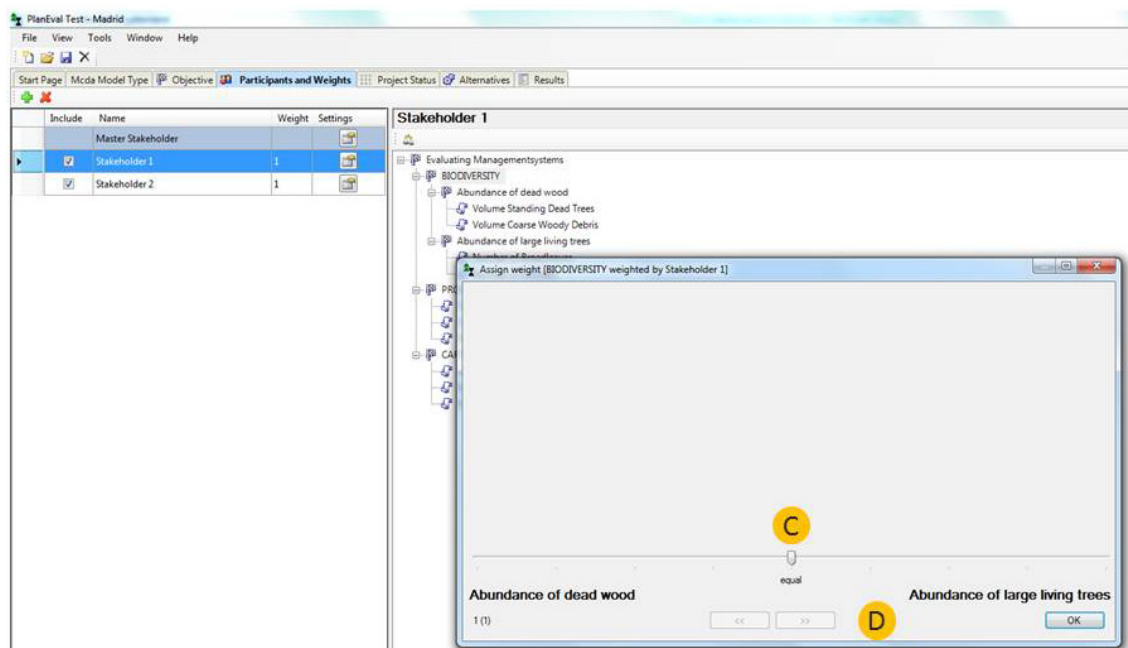 PlanEval Test - Madrid
File View Tools Window Help
Start Page Mcda Model Type Objective Participants and Weights Project Status Alternatives Results
Include Name Weight Settings
Master Stakeholder
Stakeholder 1 1
Stakeholder 2 1
Stakeholder 1
Evaluating Managementsystems
BIODIVERSITY
Abundance of dead wood
Volume Standing Dead Trees
Volume Coarse Woody Debris
Abundance of large living trees
PRO
CAR
Assign weight [BIODIVERSITY weighted by Stakeholder 1]
C
equal
Abundance of dead wood Abundance of large living trees
1 (1) << >> D OK